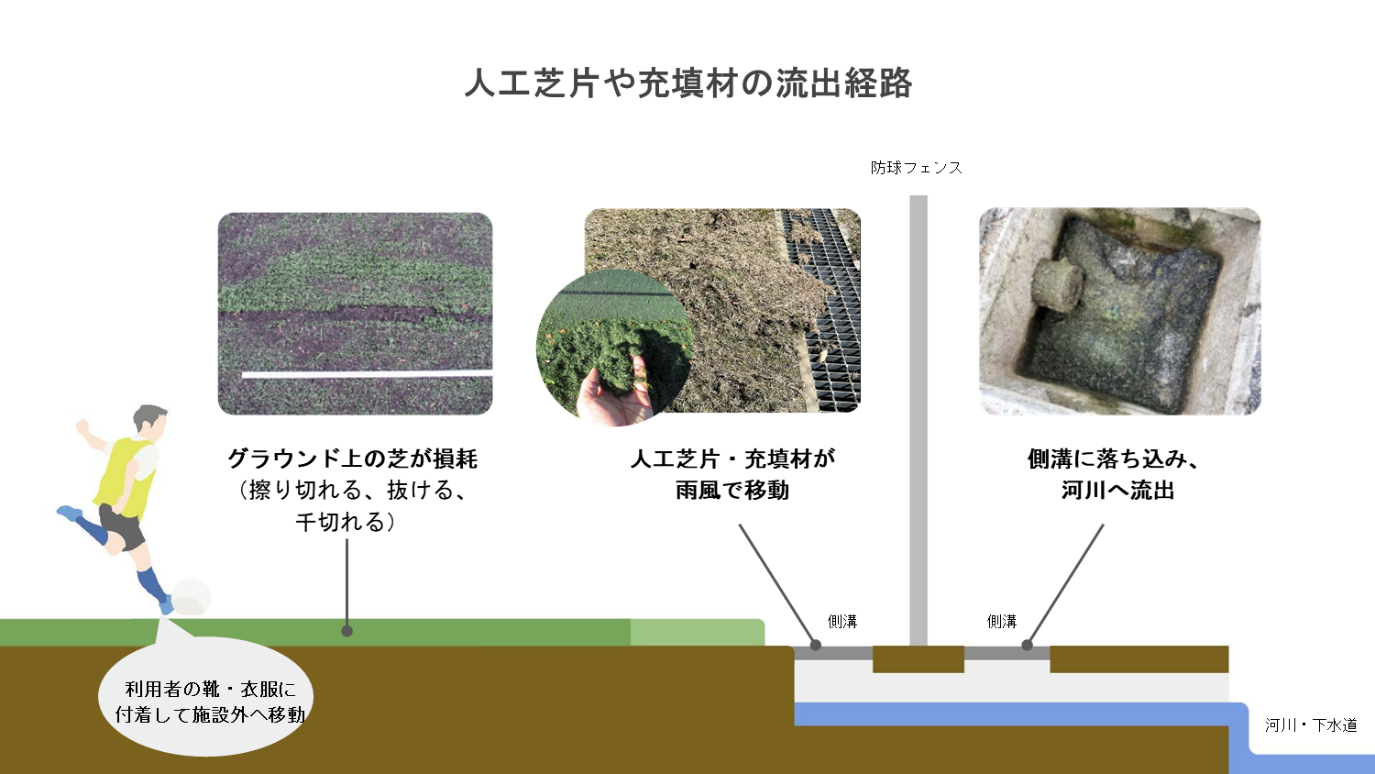 人工芝片や充填材の流出経路
防球フェンス
グラウンド上の芝が損耗
（擦り切れる、抜ける、
千切れる）
人工芝片・充填材が
雨風で移動
側溝に落ち込み、
河川へ流出
側溝
側溝
利用者の靴・衣服に
付着して施設外へ移動
河川・下水道